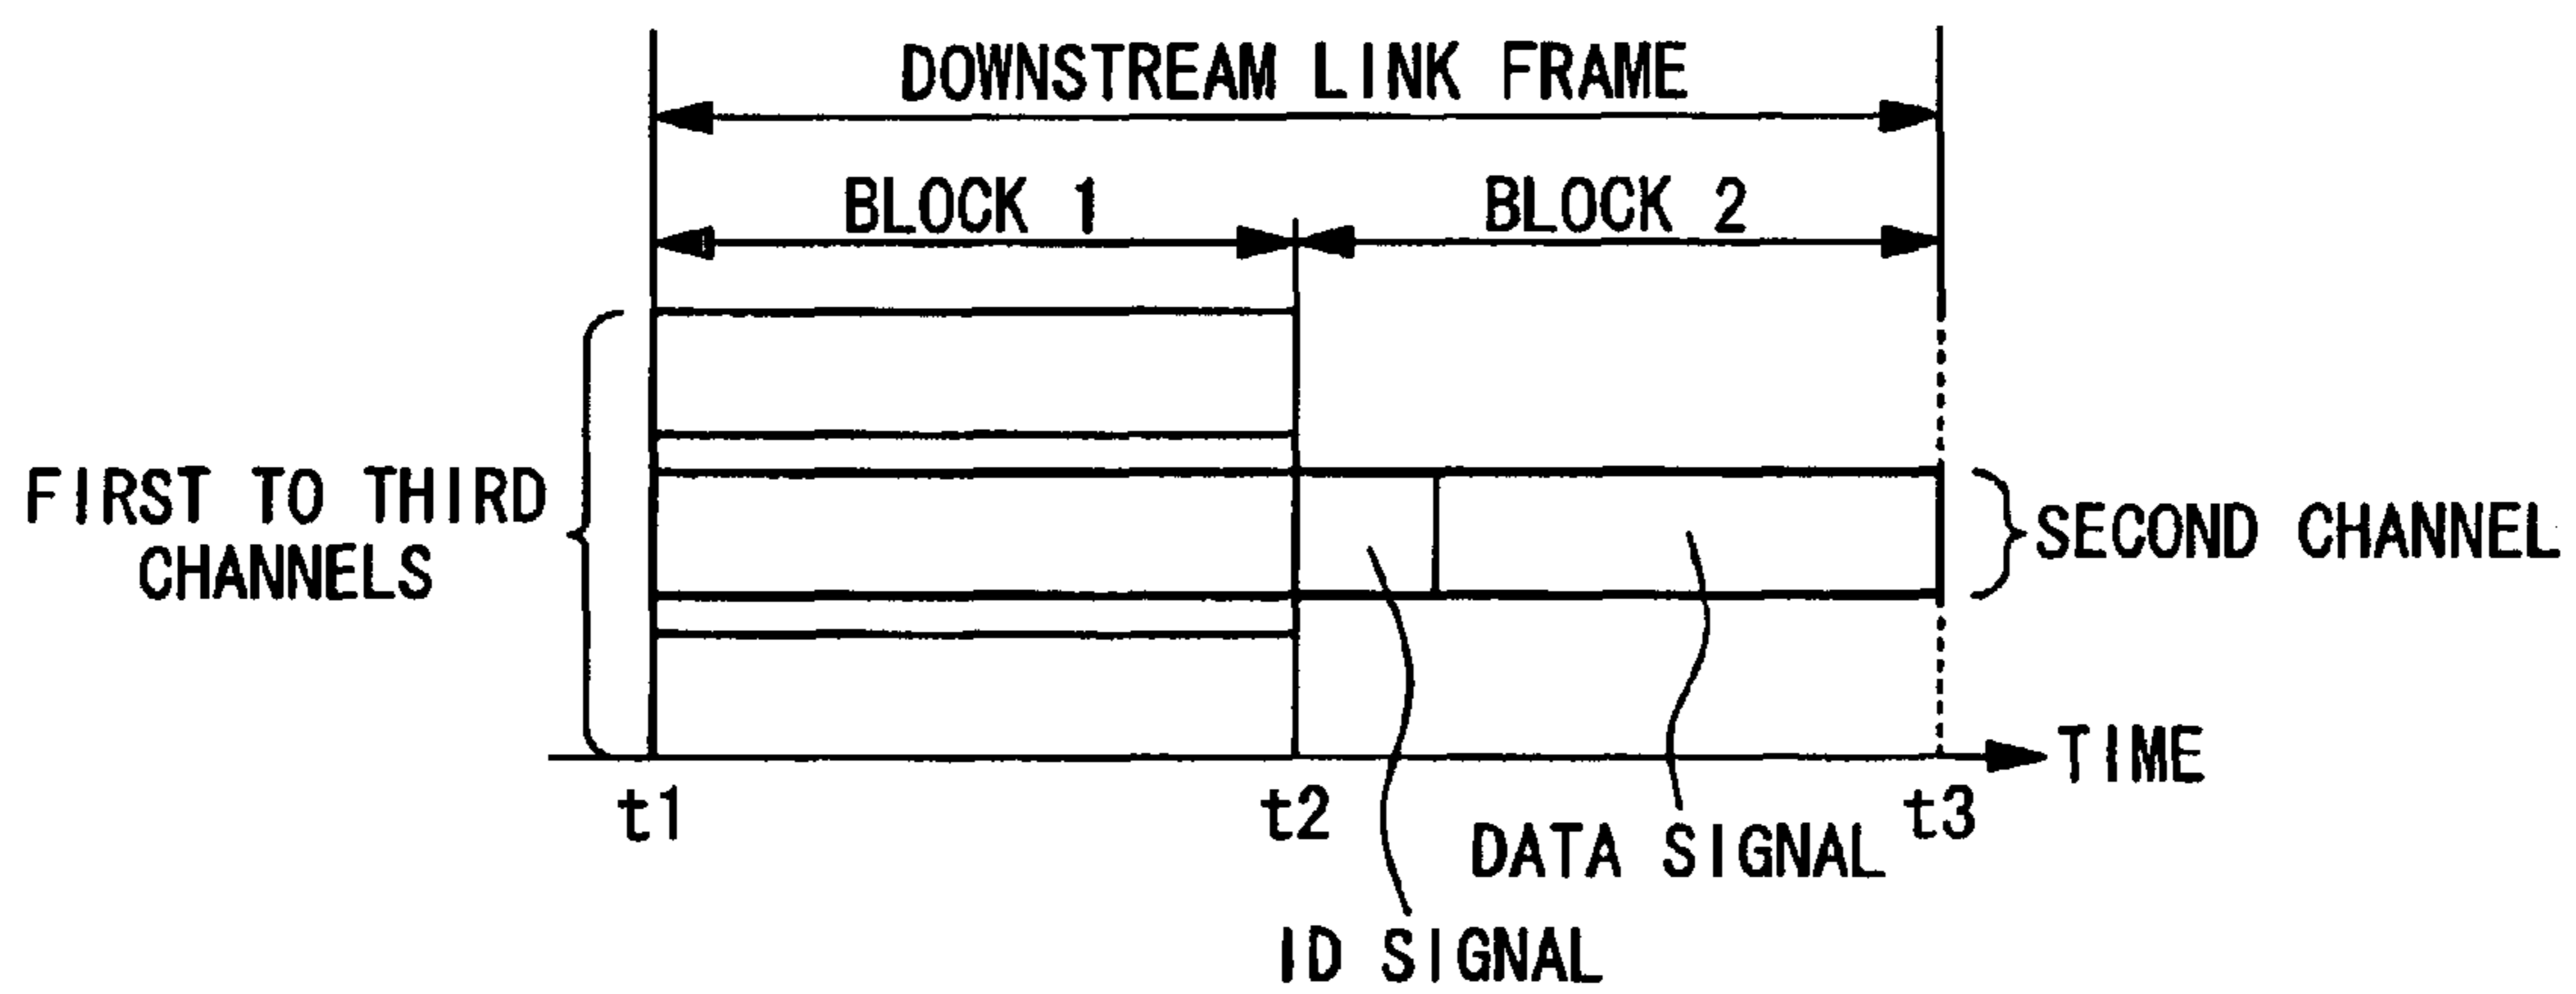 DOWNSTREAM LINK FRAME
BLOCK 1
BLOCK 2
FIRST TO THIRD
CHANNELS
SECOND CHANNEL
TIME
t1
t2
t3
DATA SIGNAL
ID SIGNAL